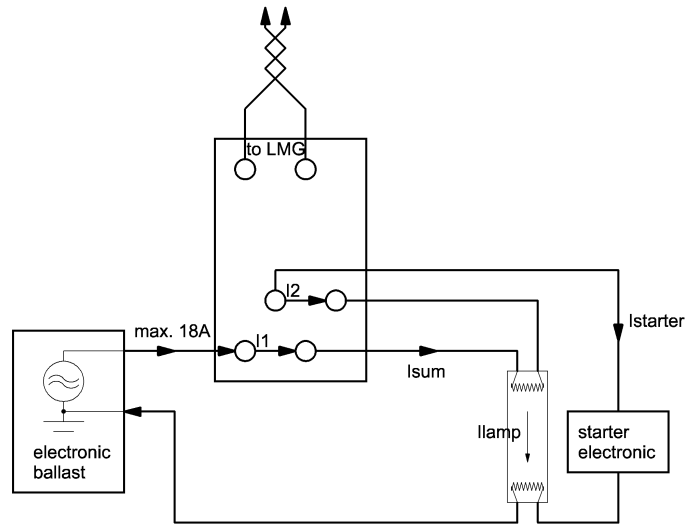 to LMG
I2
Istarter
max. 18A
I1
Isum
electronic
ballast
Ilamp
starter
electronic